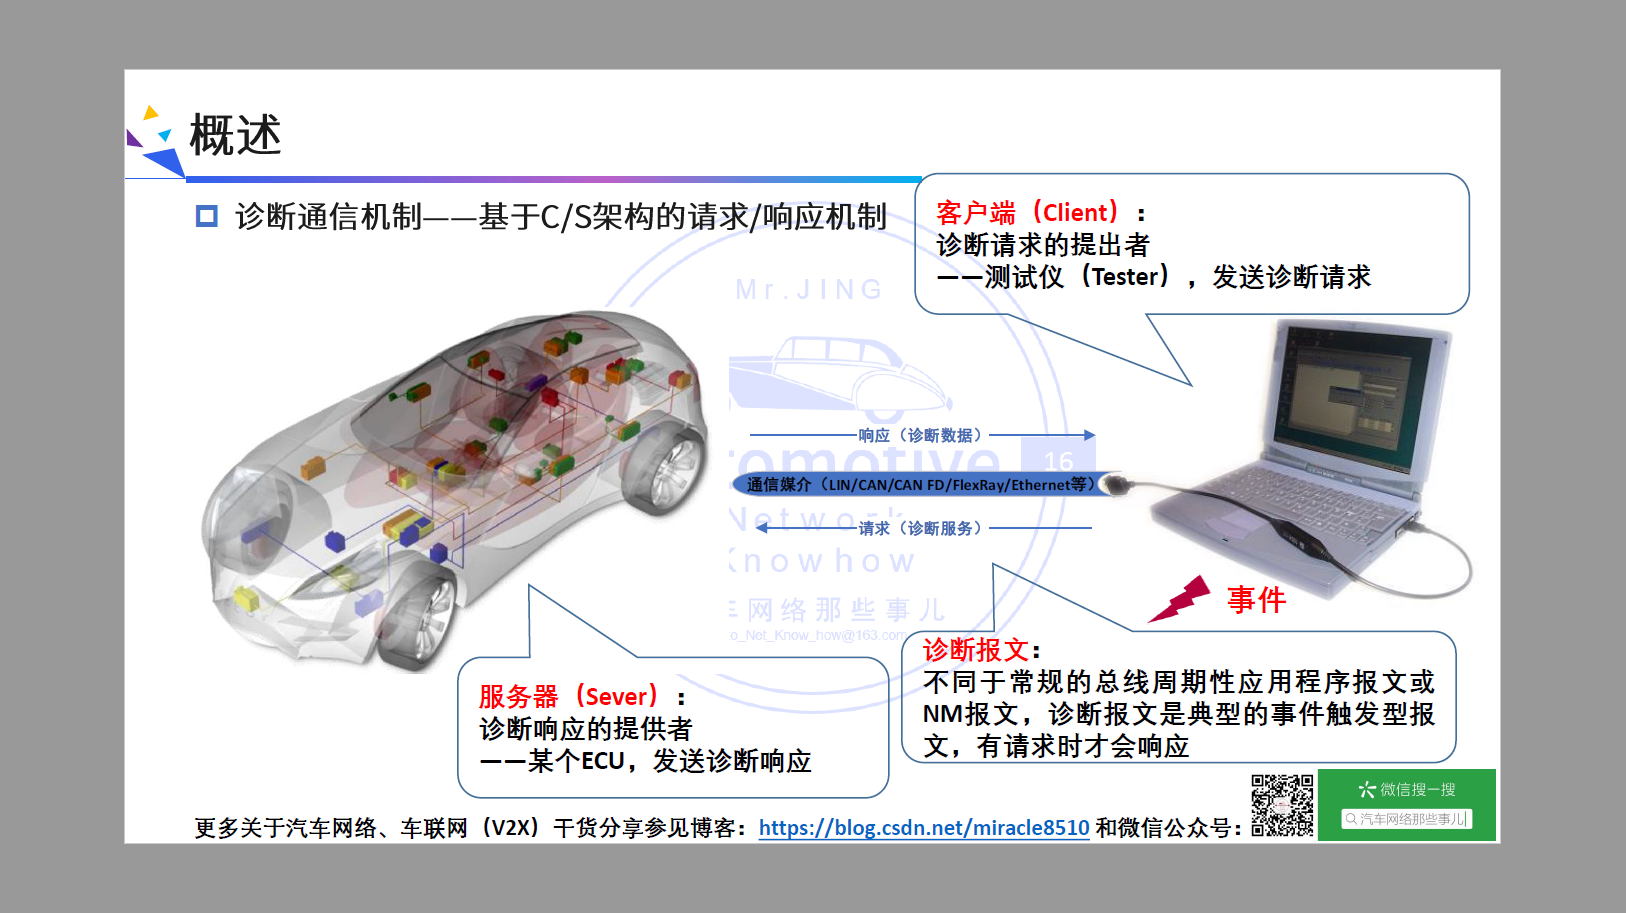 概述
诊断通信机制——基于C/S架构的请求/响应机制
客户端（Client）：
诊断请求的提出者
——测试仪（Tester），发送诊断请求
Mr.JING
响应（诊断数据）
omotive
16
通信媒介（LIN/CAN/CAN FD/FlexRay/Ethernet等）
Network
请求（诊断服务）
Knowhow
事件
网络那些事儿
to_Net_Know_how@163.com
诊断报文：
不同于常规的总线周期性应用程序报文或
NM报文，诊断报文是典型的事件触发型报
文，有请求时才会响应
服务器（Sever）：
诊断响应的提供者
——某个ECU，发送诊断响应
微信搜一搜
汽车网络那些事儿
更多关于汽车网络、车联网（V2X）干货分享参见博客：https://blog.csdn.net/miracle8510 和微信公众号：